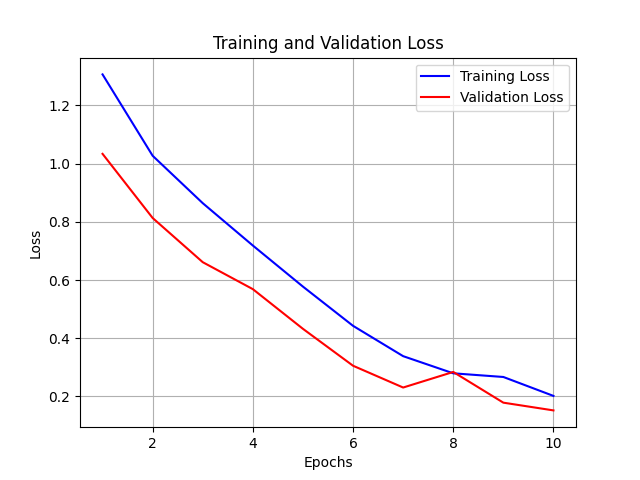 Training and Validation Loss
Training Loss
Validation Loss
1.2
1.0
0.8
0.6
0.4
0.2
Loss
2 4 6 8 10
Epochs